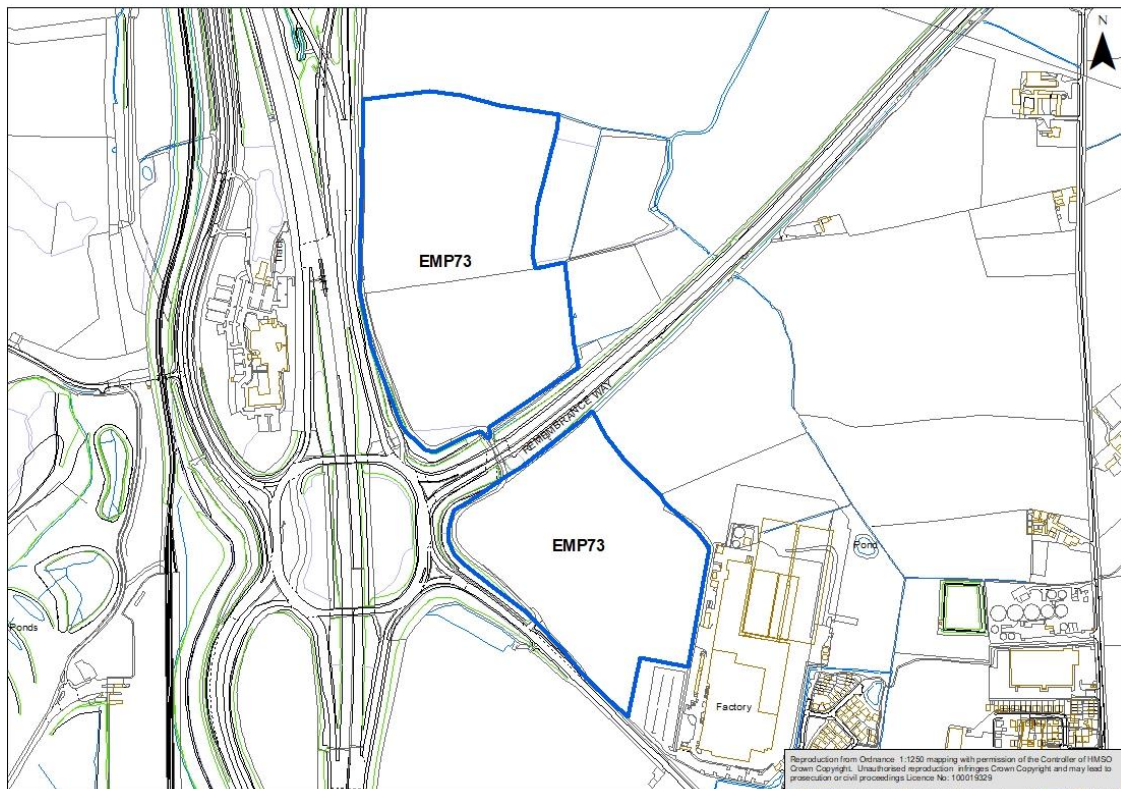 N
EMP73
Trees
REMEMBRANCE WAY
EMP73
Pond
Ponds
Factory
Reproduction from Ordnance 1:1250 mapping with permission of the Controller of HMSO
Crown Copyright. Unauthorised reproduction infringes Crown Copyright and may lead to
prosecution or civil proceedings Licence No: 100019329